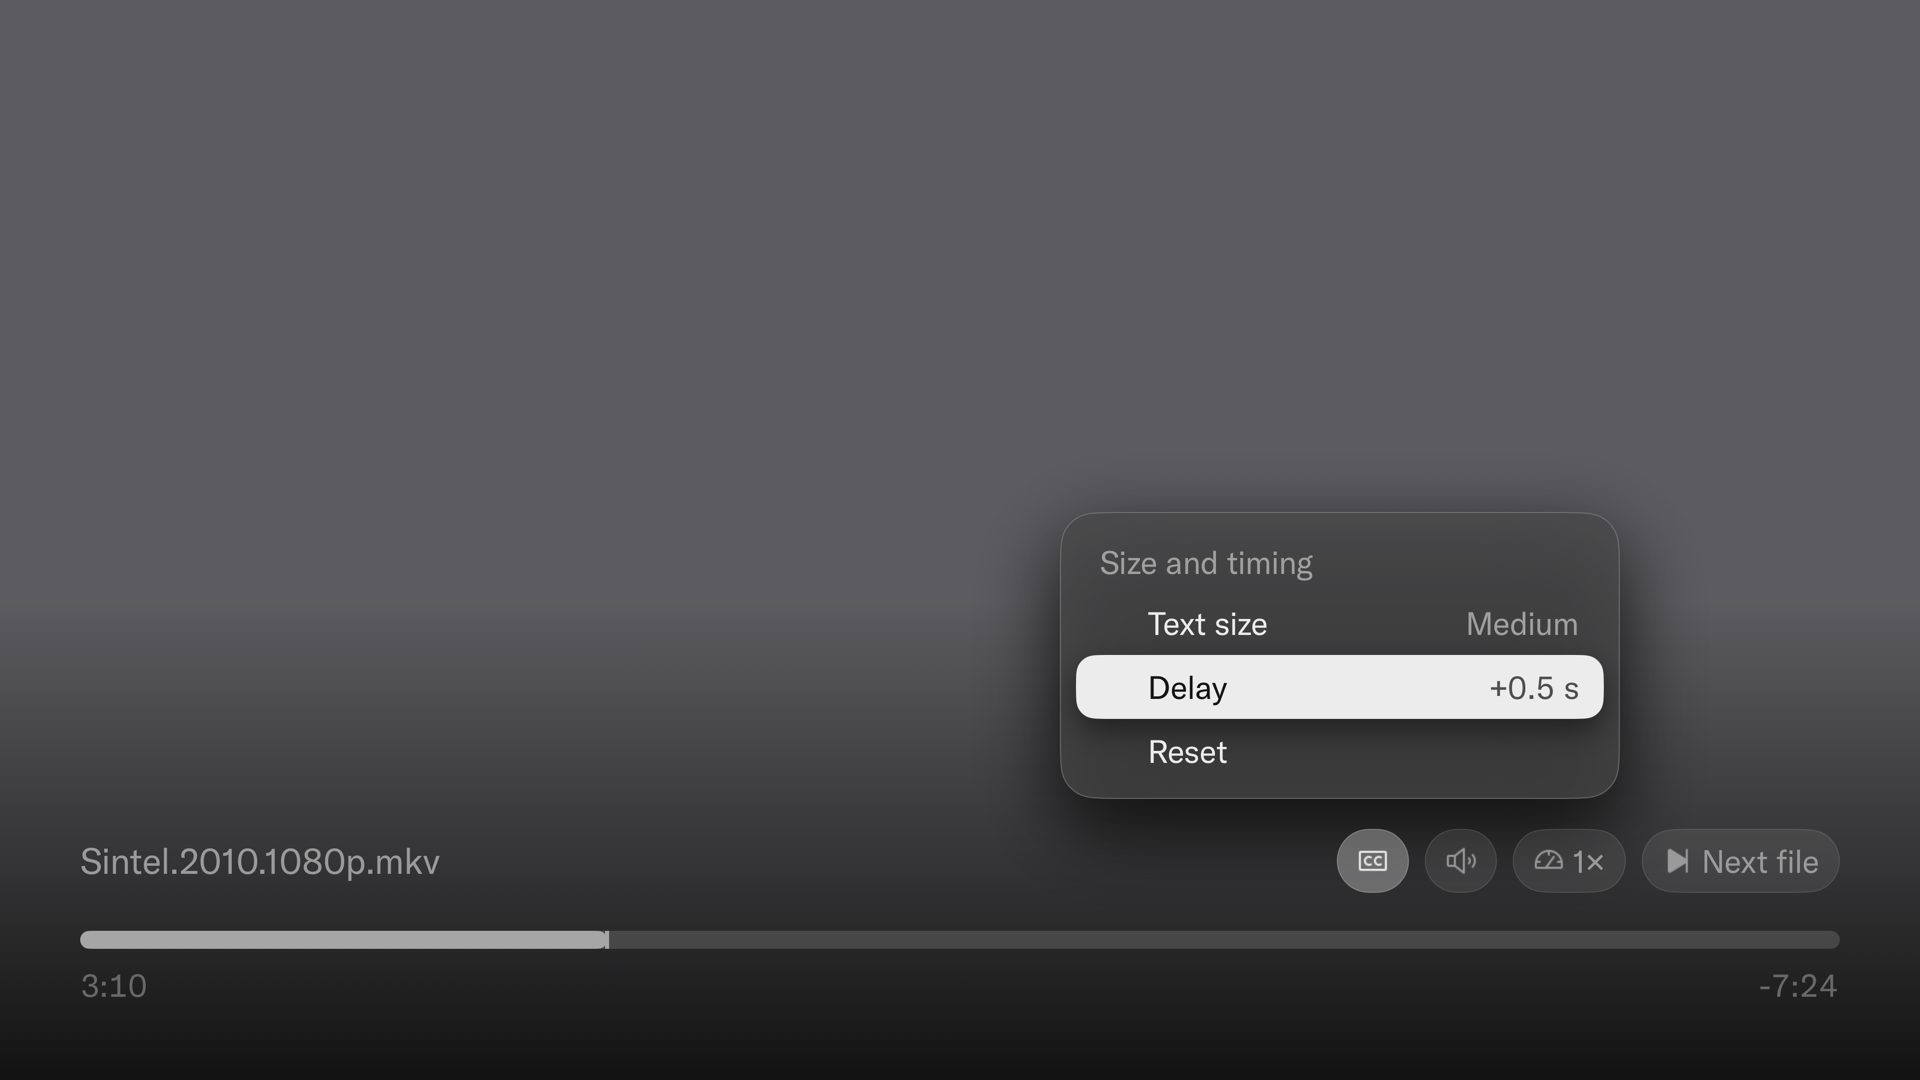 Size and timing
Text size Medium
Delay +0.5 s
Reset
Sintel.2010.1080p.mkv CC 1× Next file
3:10 -7:24